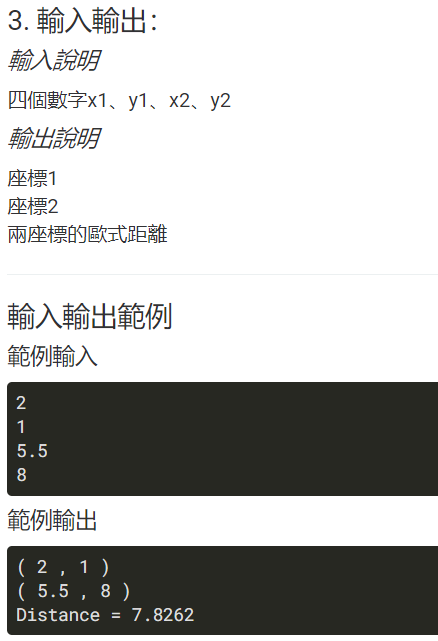 3. 輸入輸出：
輸入說明
四個數字x1、y1、x2、y2
輸出說明
座標1
座標2
兩座標的歐式距離
輸入輸出範例
範例輸入
2
1
5.5
8
範例輸出
( 2 , 1 )
( 5.5 , 8 )
Distance = 7.8262